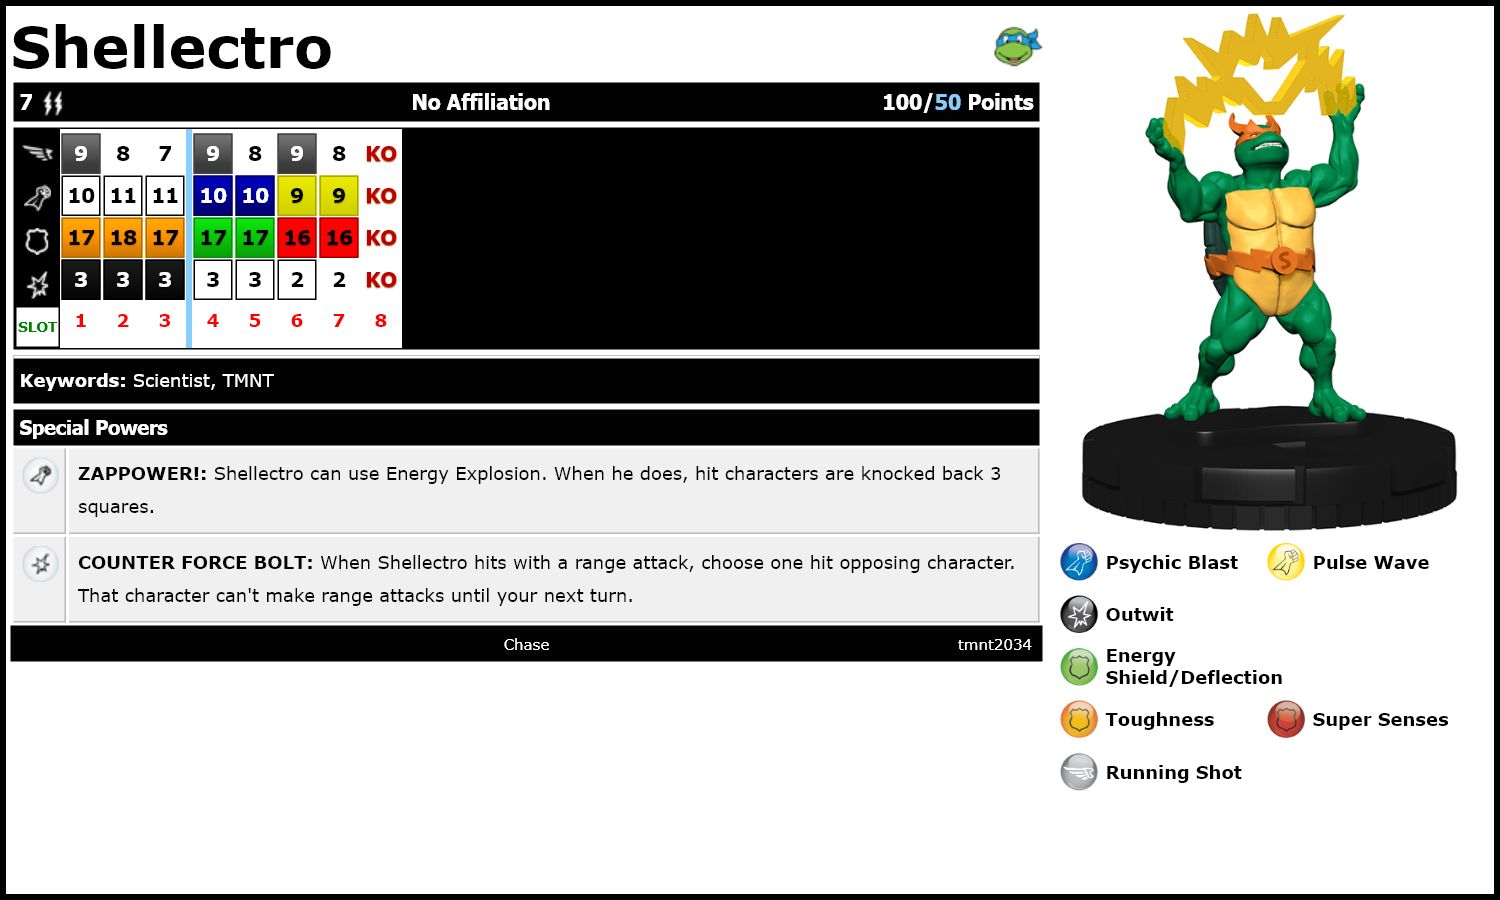 Shellectro
7 No Affiliation 100/50 Points
9 8 7 9 8 9 8 KO
10 11 11 10 10 9 9 KO
17 18 17 17 17 16 16 KO
3 3 3 3 3 2 2 KO
SLOT 1 2 3 4 5 6 7 8
Keywords: Scientist, TMNT
Special Powers
ZAPPOWER!: Shellectro can use Energy Explosion. When he does, hit characters are knocked back 3
squares.
COUNTER FORCE BOLT: When Shellectro hits with a range attack, choose one hit opposing character.
That character can't make range attacks until your next turn.
Chase tmnt2034
S
Psychic Blast Pulse Wave
Outwit
Energy
Shield/Deflection
Toughness Super Senses
Running Shot